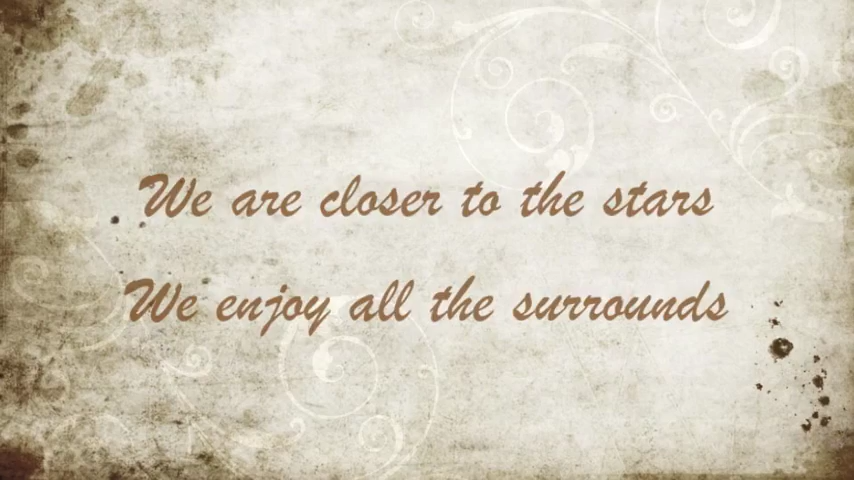 We are closer to the stars
We enjoy all the surrounds